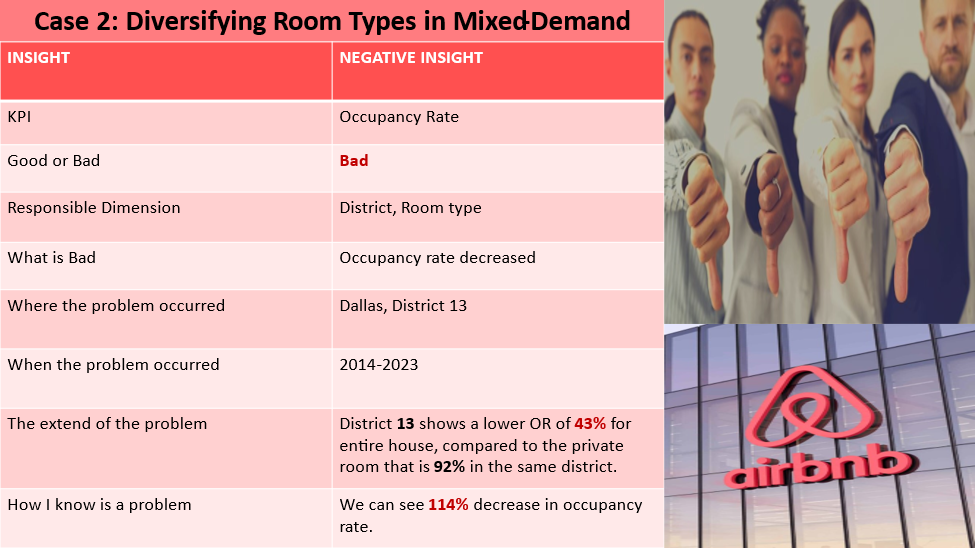 Case 2: Diversifying Room Types in Mixed-Demand
INSIGHT
NEGATIVE INSIGHT
KPI
Occupancy Rate
Good or Bad
Bad
Responsible Dimension
District, Room type
What is Bad
Occupancy rate decreased
Where the problem occurred
Dallas, District 13
When the problem occurred
2014-2023
The extend of the problem
District 13 shows a lower OR of 43% for
entire house, compared to the private
room that is 92% in the same district.
How I know is a problem
We can see 114% decrease in occupancy
rate.
airbnb